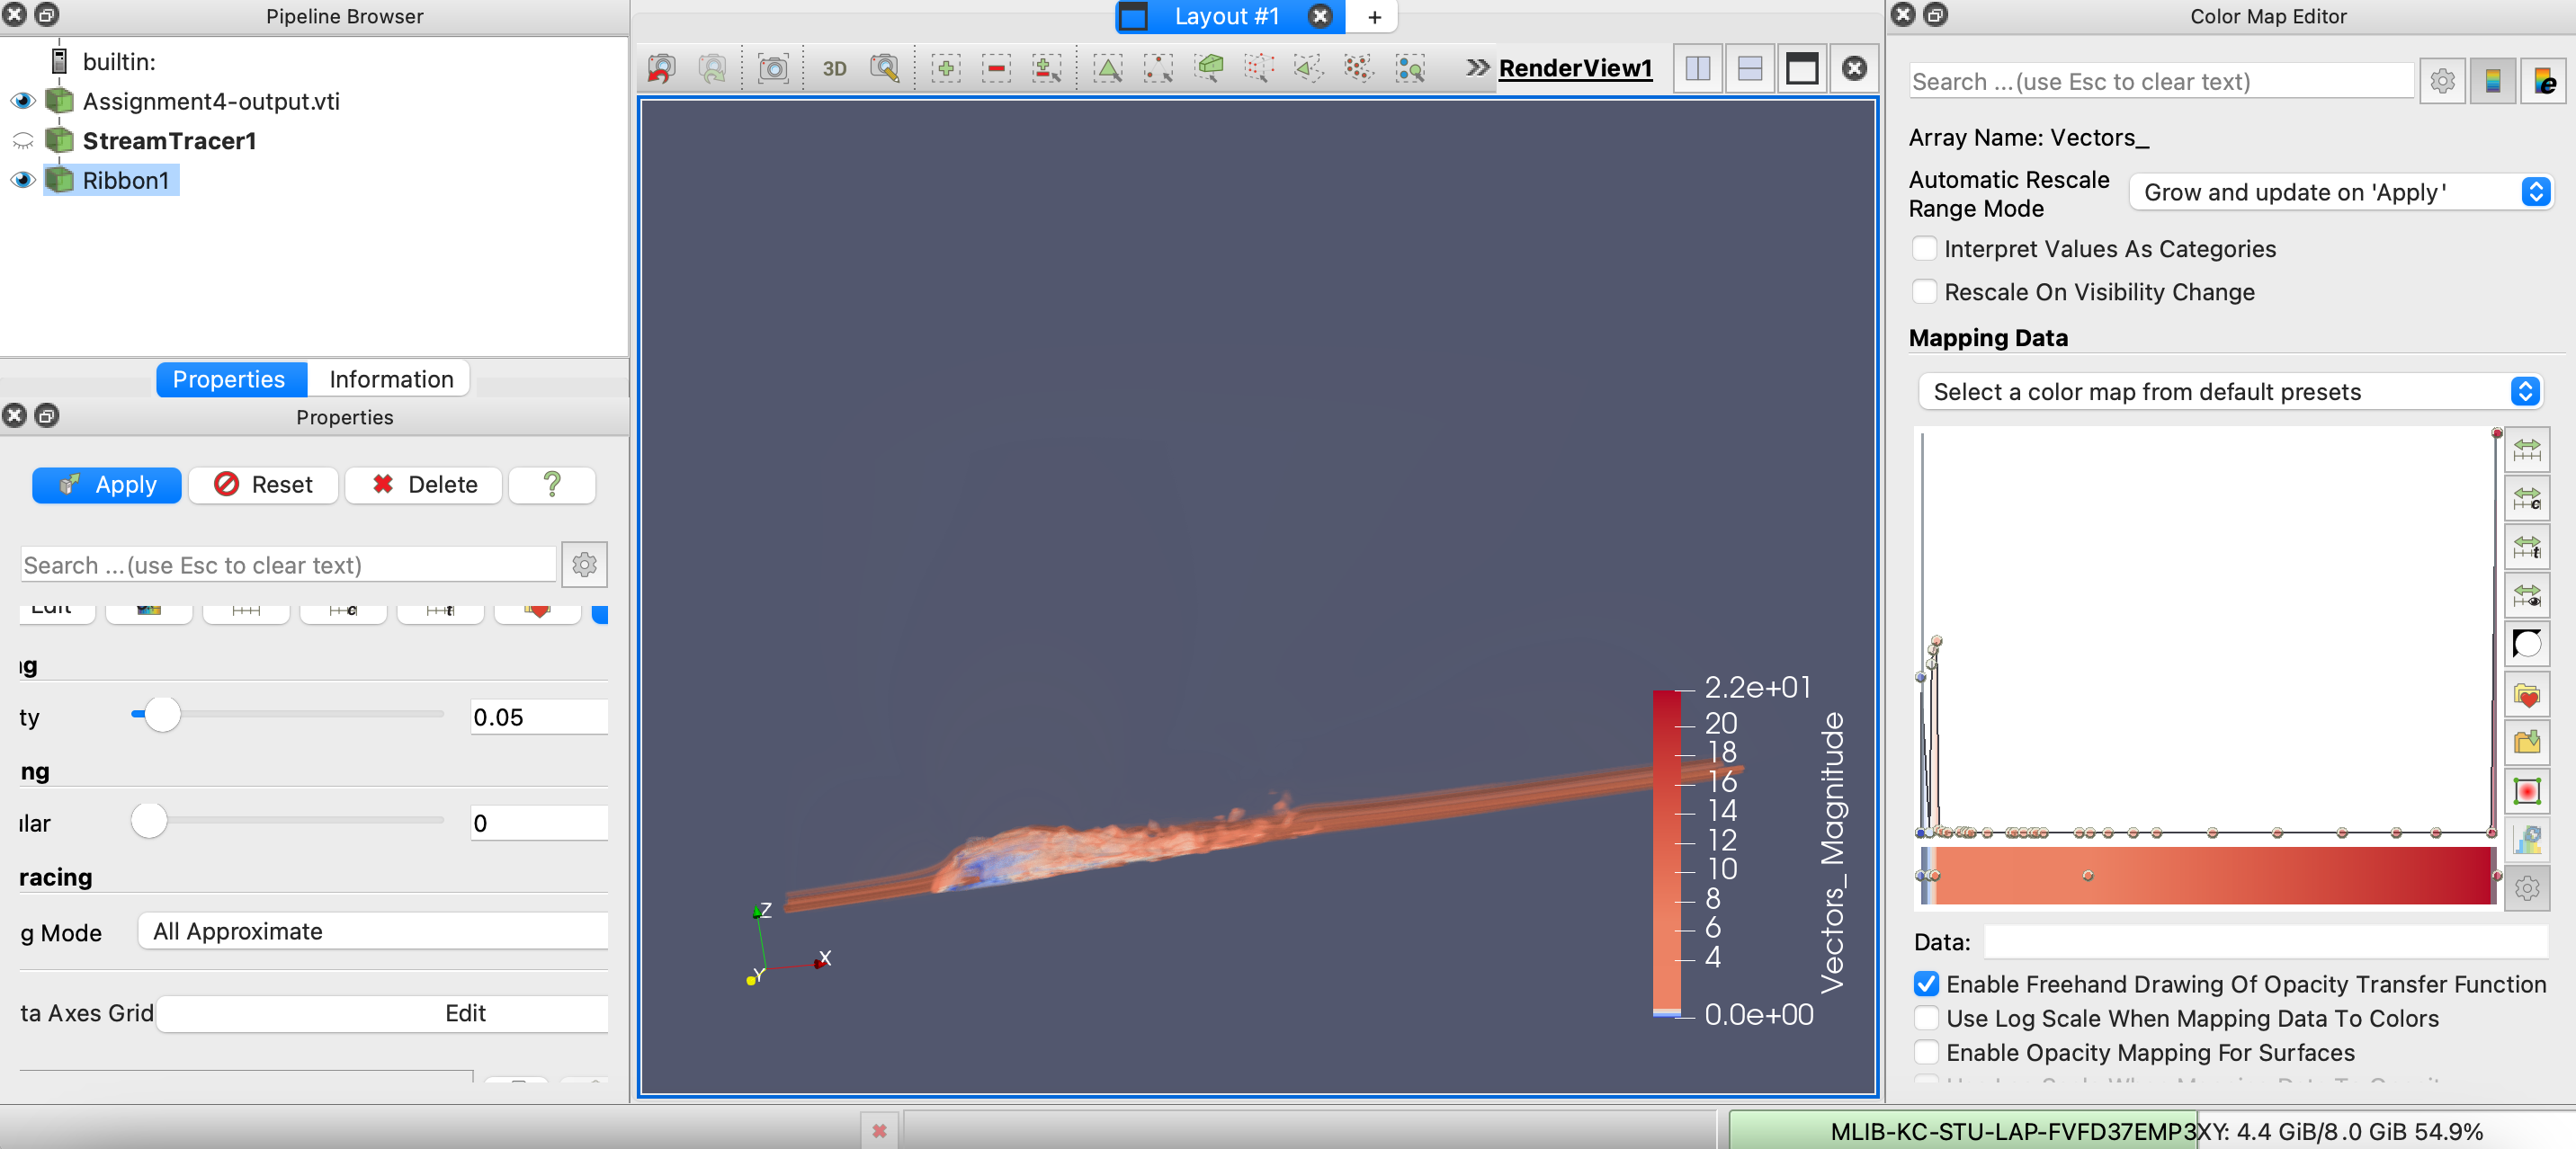 Pipeline Browser
builtin:
Assignment4-output.vti
StreamTracer1
Ribbon1
Properties Information
Properties
Apply Reset Delete ?
Search ...(use Esc to clear text)
Edit
ng
ty 0.05
ng
ular 0
racing
g Mode All Approximate
ta Axes Grid Edit
Layout #1 +
3D RenderView1
2.2e+01
20
18
16
14
12
10
8
6
4
0.0e+00
Vectors_ Magnitude
Z
X
Y
Color Map Editor
Search ...(use Esc to clear text)
Array Name: Vectors_
Automatic Rescale
Range Mode
Grow and update on 'Apply'
Interpret Values As Categories
Rescale On Visibility Change
Mapping Data
Select a color map from default presets
Data:
Enable Freehand Drawing Of Opacity Transfer Function
Use Log Scale When Mapping Data To Colors
Enable Opacity Mapping For Surfaces
MLIB-KC-STU-LAP-FVFD37EMP3XY: 4.4 GiB/8.0 GiB 54.9%